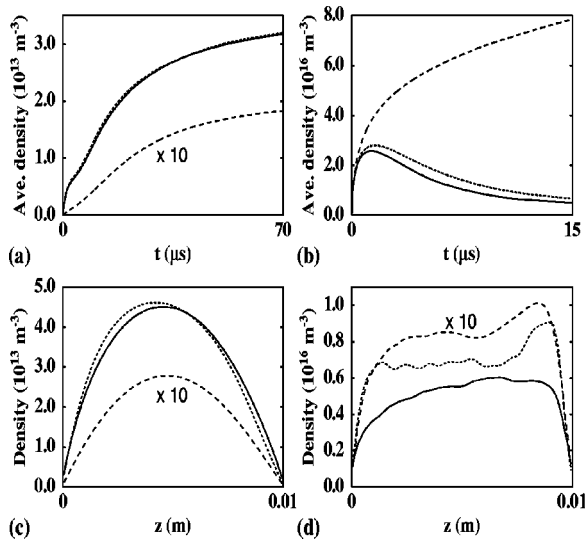 Ave. density (10¹³ m⁻³)
3.0
2.0
1.0
0.0
x 10
0
70
(a)
t (μs)
Ave. density (10¹⁶ m⁻³)
8.0
6.0
4.0
2.0
0.0
0
15
(b)
t (μs)
Density (10¹³ m⁻³)
5.0
4.0
3.0
2.0
1.0
0.0
x 10
0
0.01
(c)
z (m)
Density (10¹⁶ m⁻³)
1.0
0.8
0.6
0.4
0.2
0.0
x 10
0
0.01
(d)
z (m)